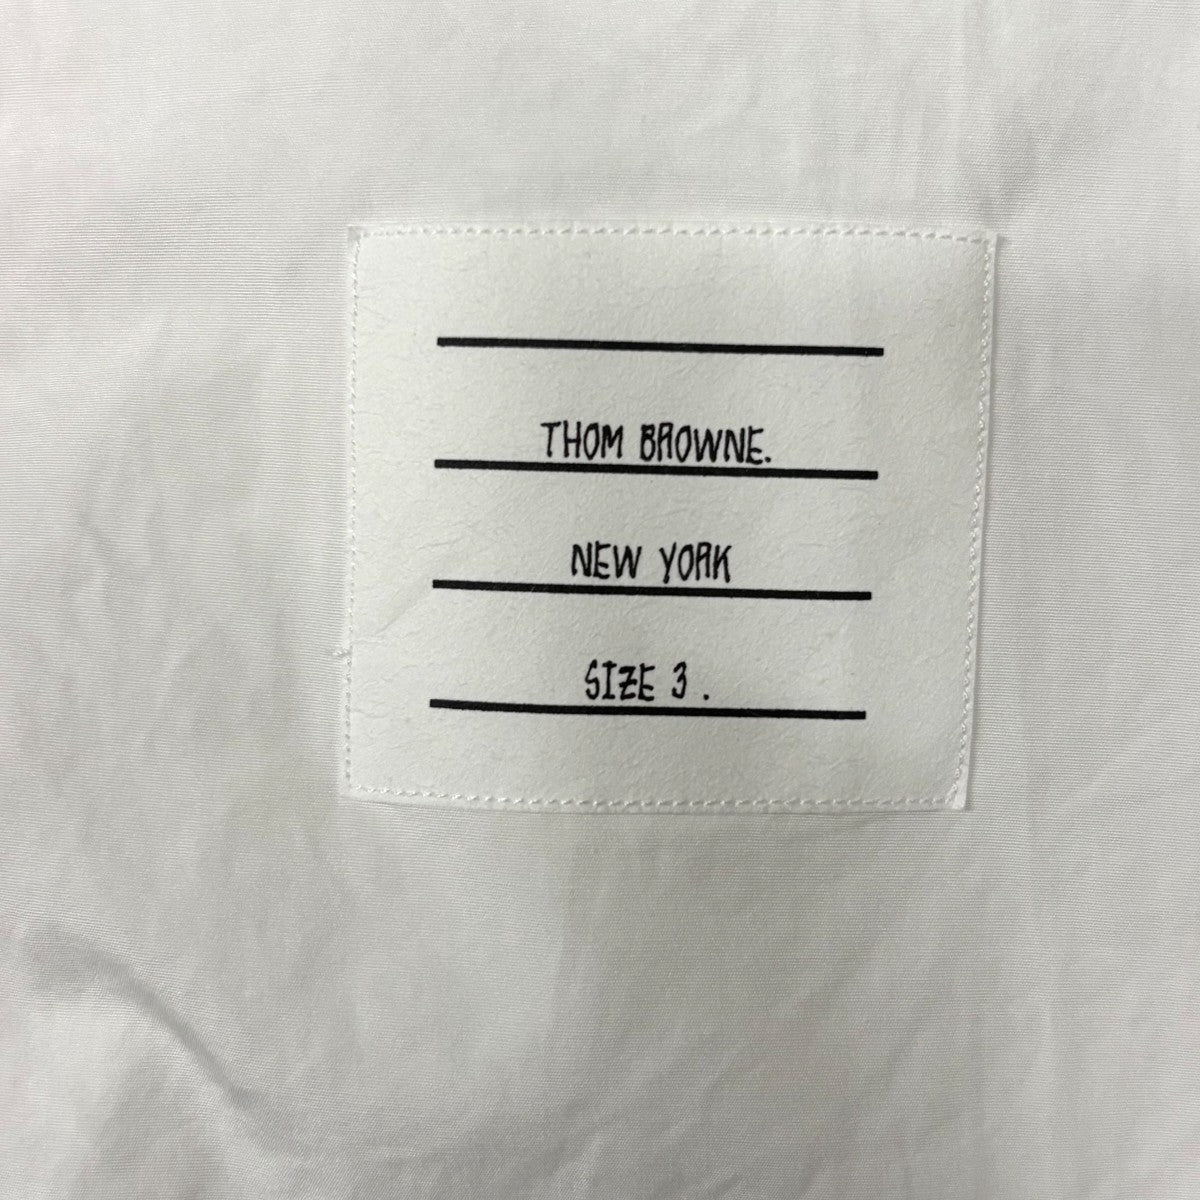 THOM BROWNE.
NEW YORK
SIZE 3 .